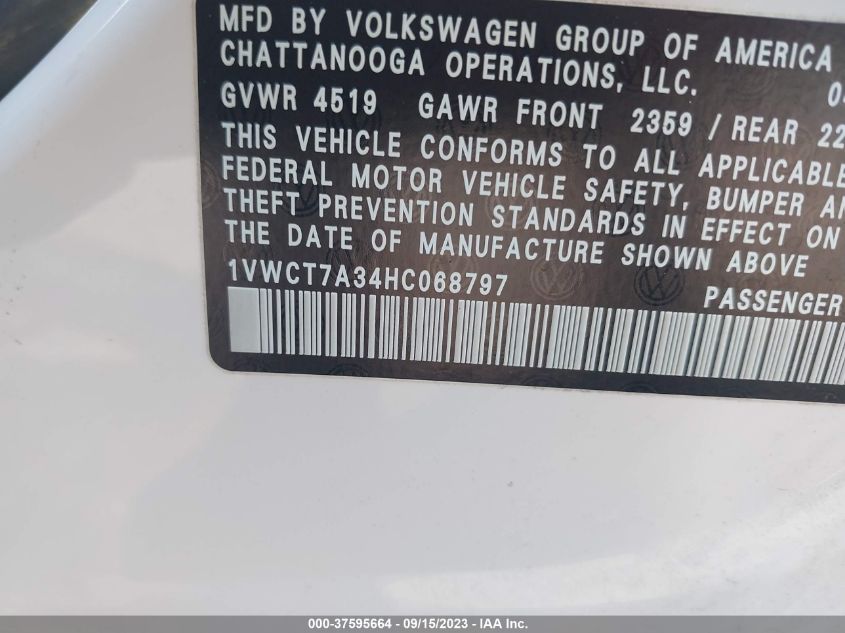 MFD BY VOLKSWAGEN GROUP OF AMERICA
CHATTANOOGA OPERATIONS, LLC.
GVWR 4519 GAWR FRONT 2359 / REAR 22
THIS VEHICLE CONFORMS TO ALL APPLICABLE
FEDERAL MOTOR VEHICLE SAFETY, BUMPER
THEFT PREVENTION STANDARDS IN EFFECT ON
THE DATE OF MANUFACTURE SHOWN ABOVE
1VWCT7A34HC068797 PASSENGER
000-37595664 - 09/15/2023 - © IAA, Inc.